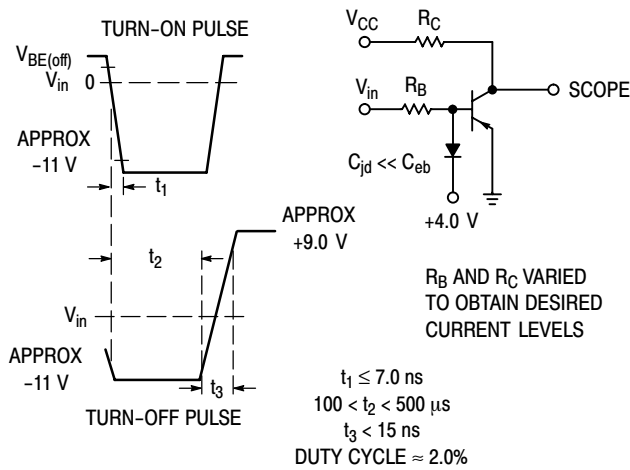 TURN–ON PULSE
V_BE(off)
V_in 0
APPROX
–11 V
t_1
V_CC
R_C
V_in
R_B
SCOPE
C_jd << C_eb
+4.0 V
APPROX
+9.0 V
t_2
V_in
APPROX
–11 V
t_3
TURN–OFF PULSE
R_B AND R_C VARIED
TO OBTAIN DESIRED
CURRENT LEVELS
t_1 ≤ 7.0 ns
100 < t_2 < 500 μs
t_3 < 15 ns
DUTY CYCLE ≈ 2.0%